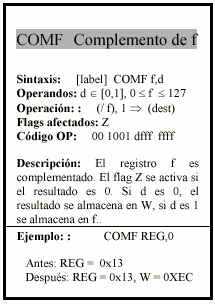 COMF Complemento de f
Sintaxis: [label] COMF f,d
Operandos: d ∈ [0,1], 0 ≤ f ≤ 127
Operación: : (/ f), 1 ⇒ (dest)
Flags afectados: Z
Código OP: 00 1001 dfff ffff
Descripción: El registro f es
complementado. El flag Z se activa si
el resultado es 0. Si d es 0, el
resultado se almacena en W, si d es 1
se almacena en f..
Ejemplo: : COMF REG,0
Antes: REG = 0x13
Después: REG = 0x13, W = 0XEC